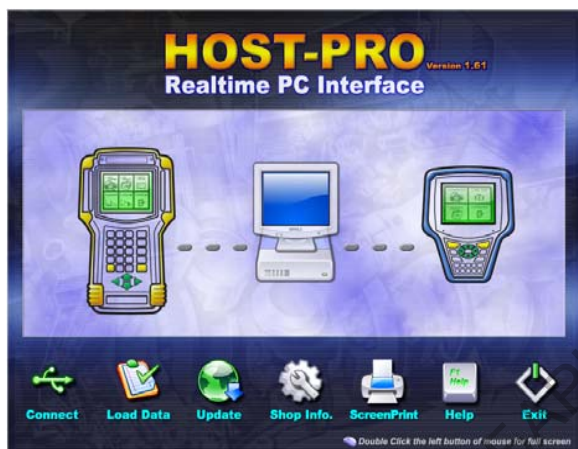 HOST-PRO Version 1.61
Realtime PC Interface
Connect Load Data Update Shop Info. ScreenPrint Help Exit
F1
Help
Double Click the left button of mouse for full screen